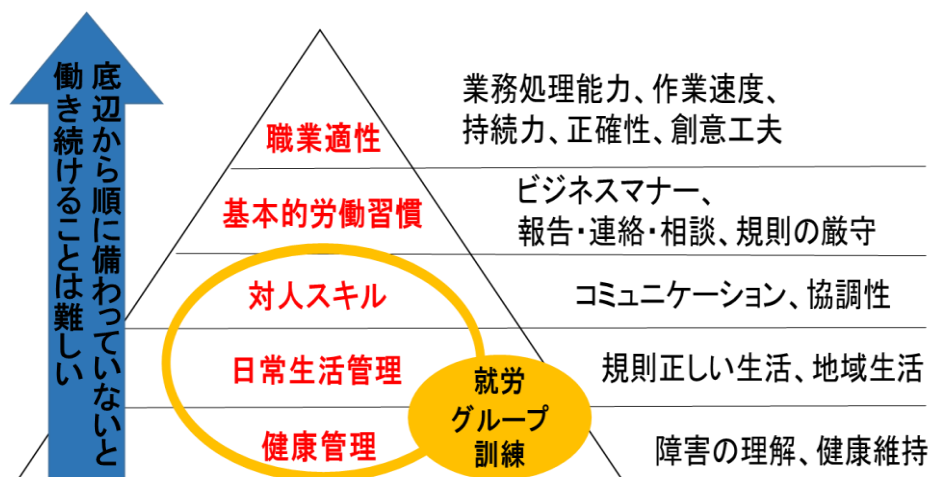 底辺から順に備わっていないと
働き続けることは難しい
職業適性
業務処理能力、作業速度、
持続力、正確性、創意工夫
基本的労働習慣
ビジネスマナー、
報告・連絡・相談、規則の厳守
対人スキル
コミュニケーション、協調性
日常生活管理
規則正しい生活、地域生活
健康管理
障害の理解、健康維持
就労
グループ
訓練